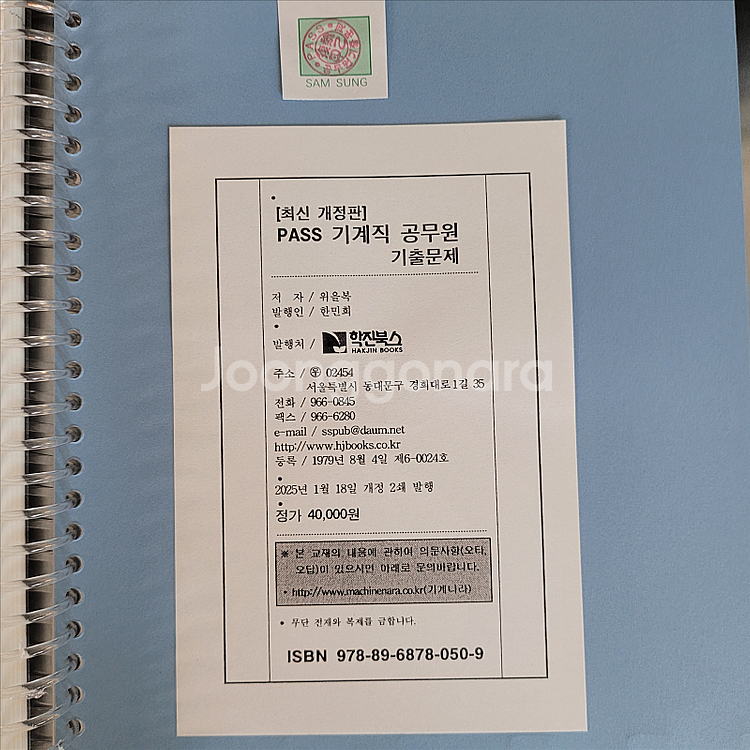 PASS
SAM SUNG
[최신 개정판]
PASS 기계직 공무원
기출문제
저 자 / 위을복
발행인 / 한민희
발행처 / 학진북스
HAKJIN BOOKS
주소 / ㉾ 02454
서울특별시 동대문구 경희대로1길 35
전화 / 966-0845
팩스 / 966-6280
e-mail / sspub@daum.net
http://www.hjbooks.co.kr
등록 / 1979년 8월 4일 제6-0024호
2025년 1월 18일 개정 2쇄 발행
정가 40,000원
※ 본 교재의 내용에 관하여 의문사항(오타,
오답)이 있으시면 아래로 문의바랍니다.
• http://www.machinenara.co.kr(기계나라)
• 무단 전재와 복제를 금합니다.
ISBN 978-89-6878-050-9
Joonggonara